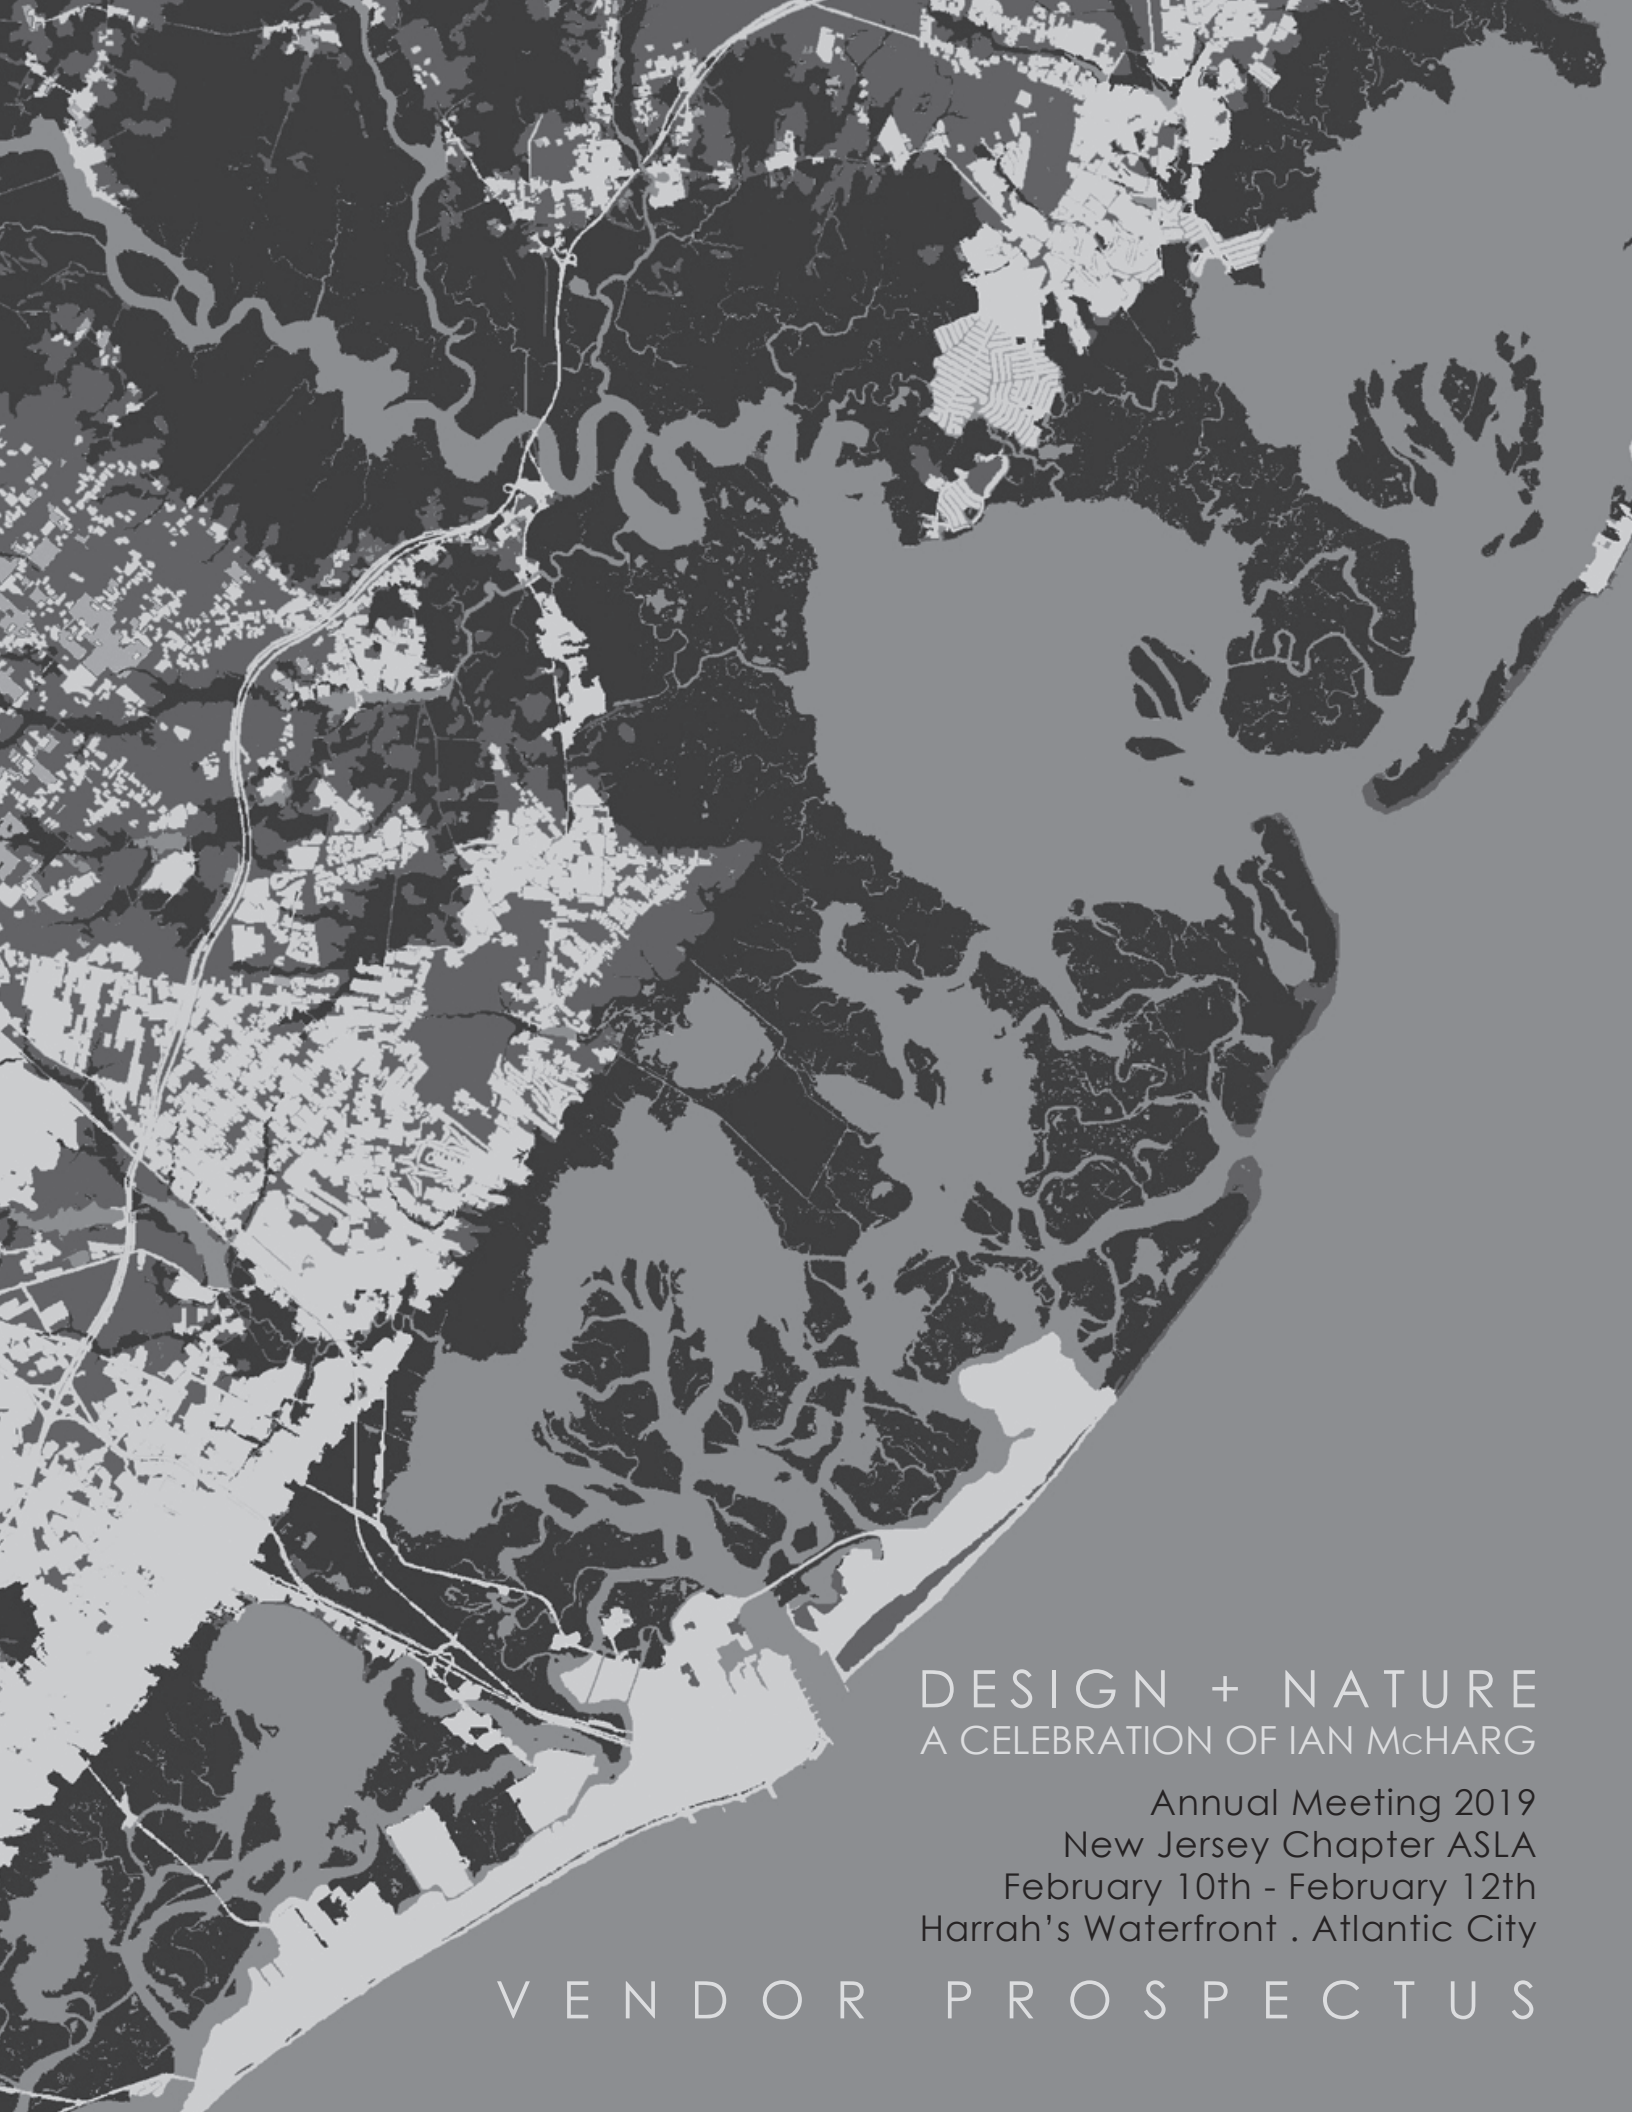 DESIGN + NATURE
A CELEBRATION OF IAN McHARG
Annual Meeting 2019
New Jersey Chapter ASLA
February 10th - February 12th
Harrah’s Waterfront . Atlantic City
VENDOR PROSPECTUS